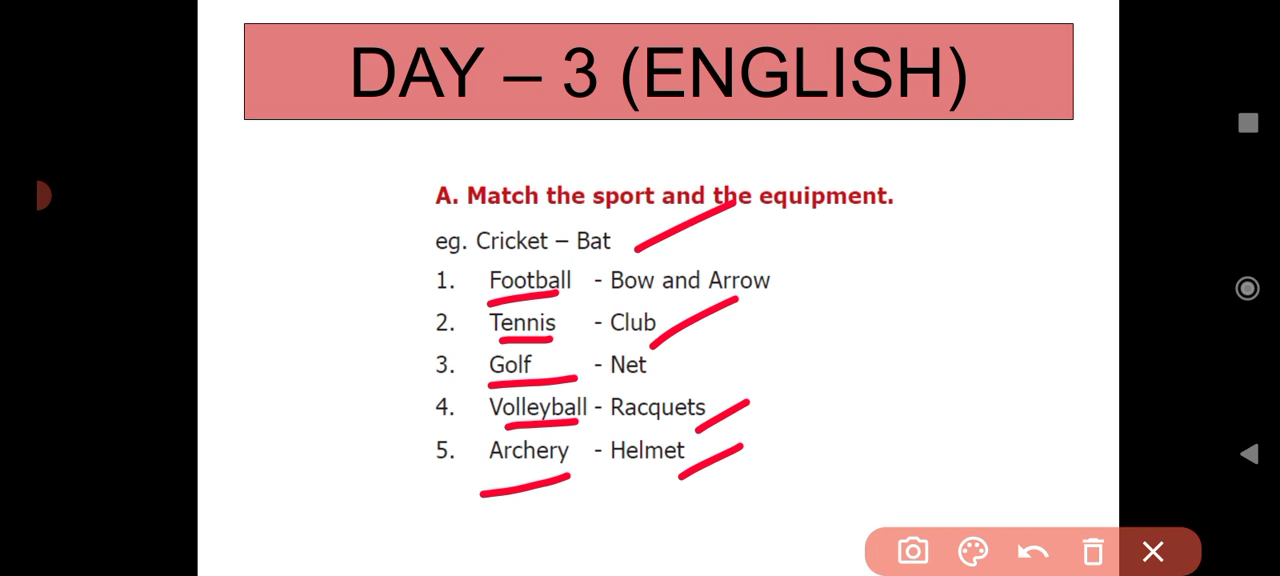 DAY – 3 (ENGLISH)
A. Match the sport and the equipment.
eg. Cricket – Bat
1. Football - Bow and Arrow
2. Tennis - Club
3. Golf - Net
4. Volleyball - Racquets
5. Archery - Helmet